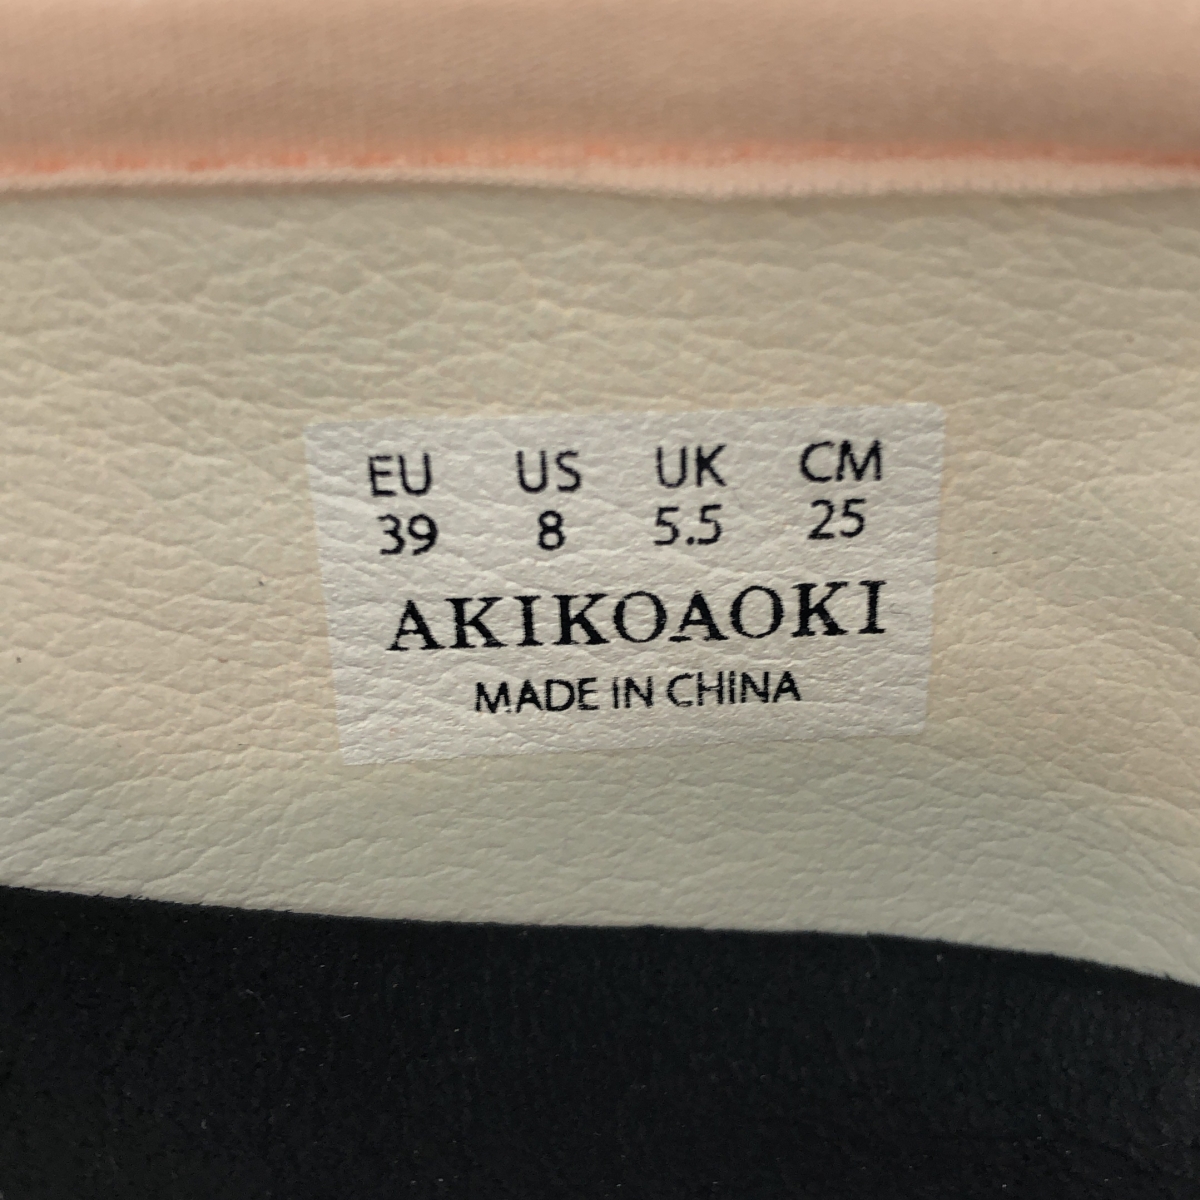 EU US UK CM
39 8 5.5 25
AKIKOAOKI
MADE IN CHINA